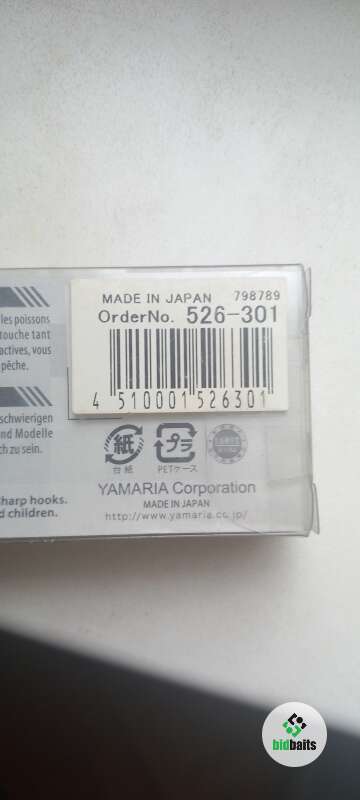 MADE IN JAPAN 798789
OrderNo. 526-301
4 510001 526301
les poissons
touche tant
actives, vous
pêche.
schwierigen
nd Modelle
ch zu sein.
harp hooks.
d children.
紙
台紙
プラ
PETケース
YAMARIA Corporation
MADE IN JAPAN
http://www.yamaria.co.jp/
bidbaits